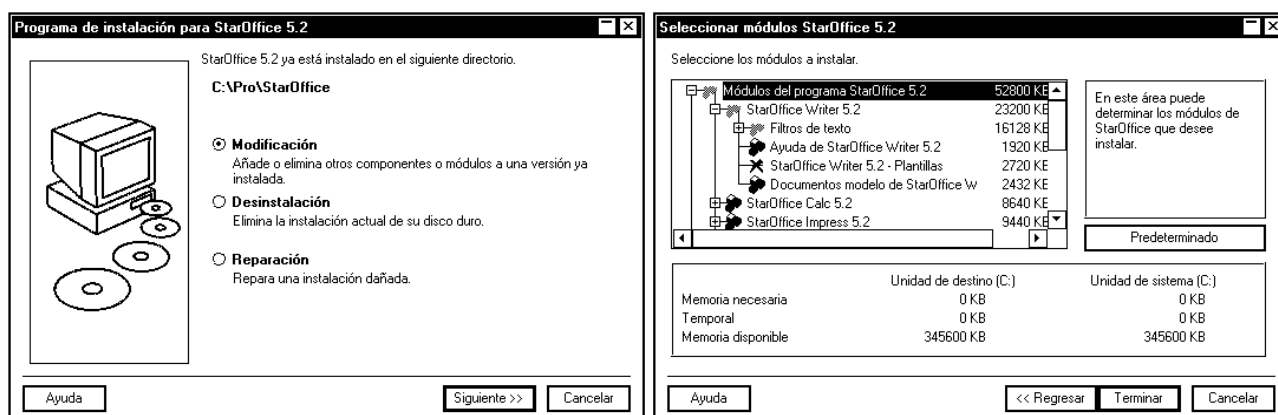 Programa de instalación para StarOffice 5.2
StarOffice 5.2 ya está instalado en el siguiente directorio.
C:\Pro\StarOffice
Modificación
Añade o elimina otros componentes o módulos a una versión ya
instalada.
Desinstalación
Elimina la instalación actual de su disco duro.
Reparación
Repara una instalación dañada.
Ayuda
Siguiente >>
Cancelar
Seleccionar módulos StarOffice 5.2
Seleccione los módulos a instalar.
Módulos del programa StarOffice 5.2 52800 KB
StarOffice Writer 5.2 23200 KB
Filtros de texto 16128 KB
Ayuda de StarOffice Writer 5.2 1920 KB
StarOffice Writer 5.2 - Plantillas 2720 KB
Documentos modelo de StarOffice W 2432 KB
StarOffice Calc 5.2 8640 KB
StarOffice Impress 5.2 9440 KB
En este área puede
determinar los módulos de
StarOffice que desee
instalar.
Predeterminado
Unidad de destino (C:) Unidad de sistema (C:)
Memoria necesaria 0 KB 0 KB
Temporal 0 KB 0 KB
Memoria disponible 345600 KB 345600 KB
Ayuda
<< Regresar
Terminar
Cancelar